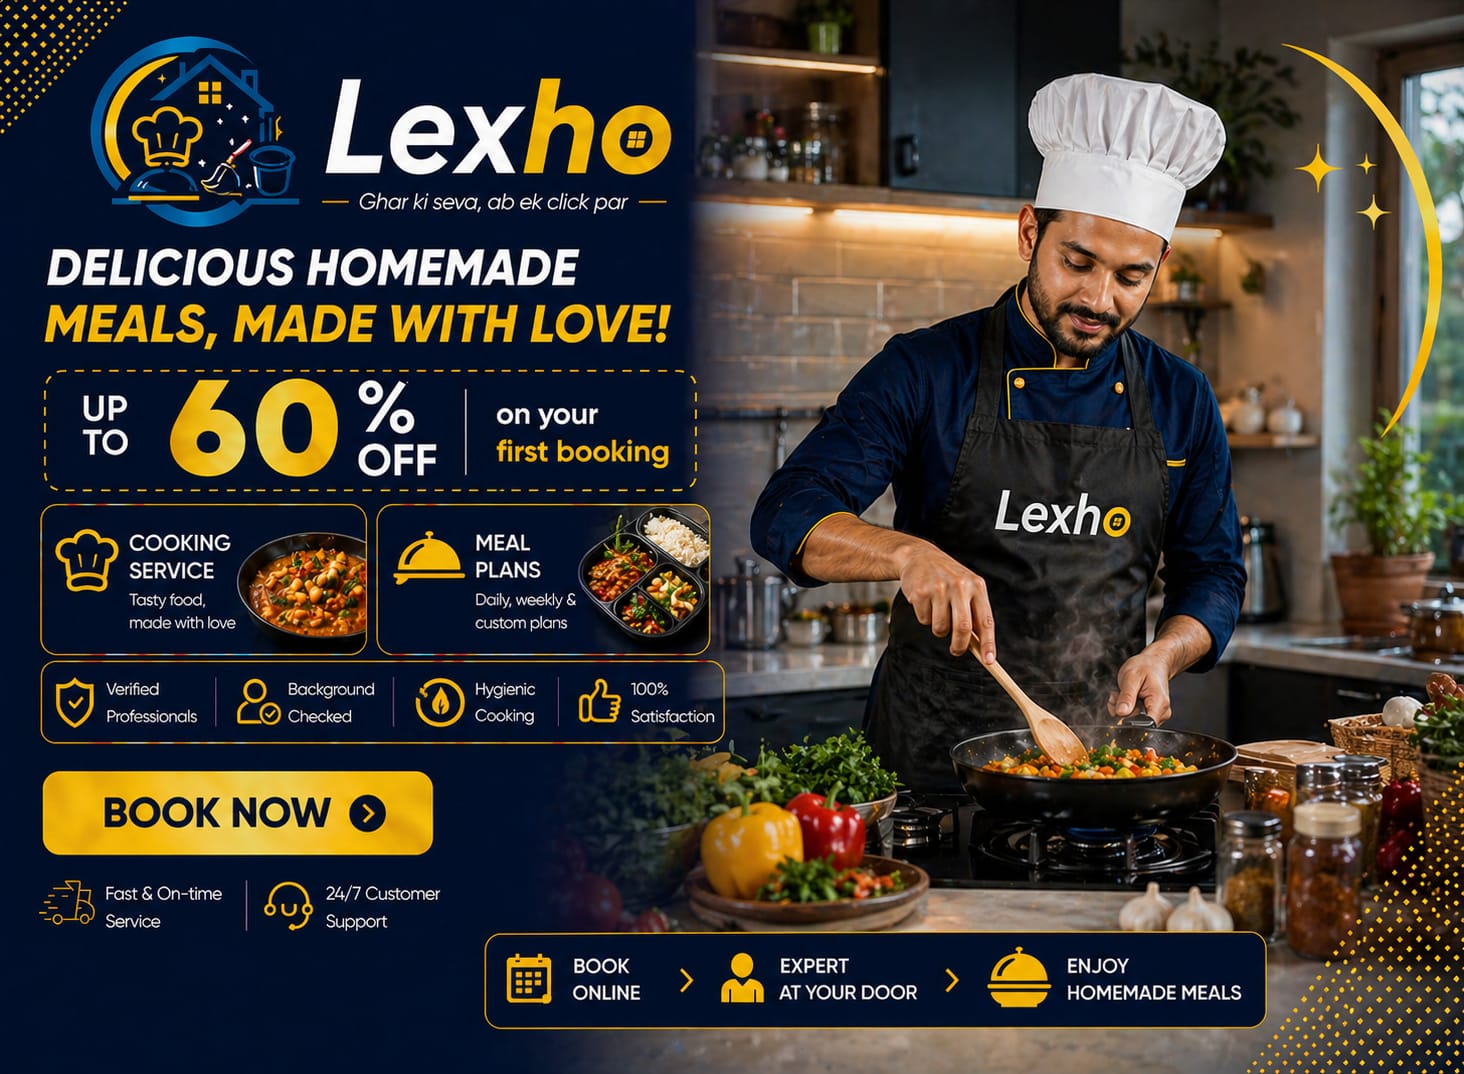 Lexho
Ghar ki seva, ab ek click par
DELICIOUS HOMEMADE
MEALS, MADE WITH LOVE!
UP
TO
60
%
OFF
on your
first booking
COOKING
SERVICE
Tasty food,
made with love
MEAL
PLANS
Daily, weekly &
custom plans
Verified
Professionals
Background
Checked
Hygienic
Cooking
100%
Satisfaction
BOOK NOW
Fast & On-time
Service
24/7 Customer
Support
Lexho
BOOK
ONLINE
EXPERT
AT YOUR DOOR
ENJOY
HOMEMADE MEALS